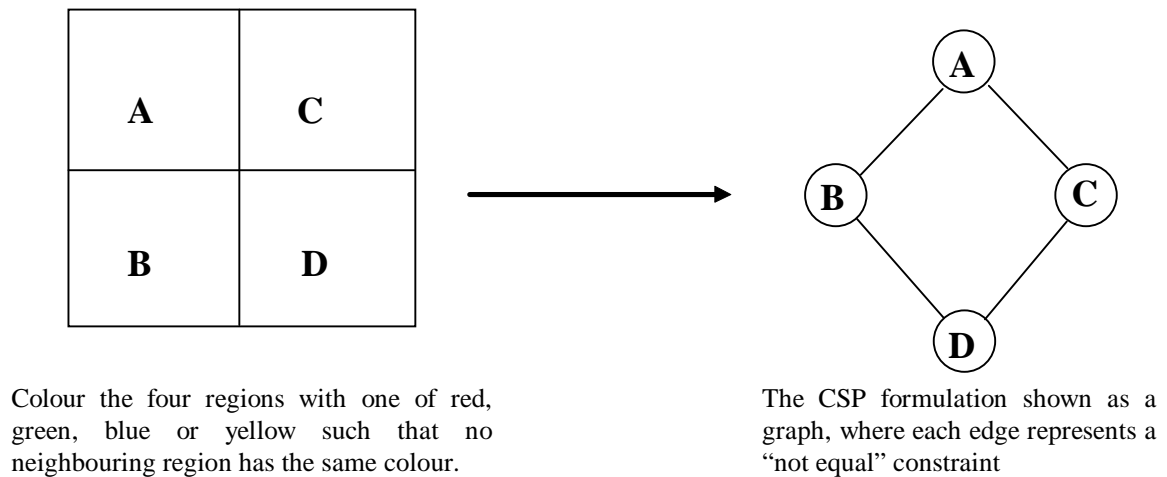 A C
B D
A
B C
D
Colour the four regions with one of red,
green, blue or yellow such that no
neighbouring region has the same colour.
The CSP formulation shown as a
graph, where each edge represents a
“not equal” constraint